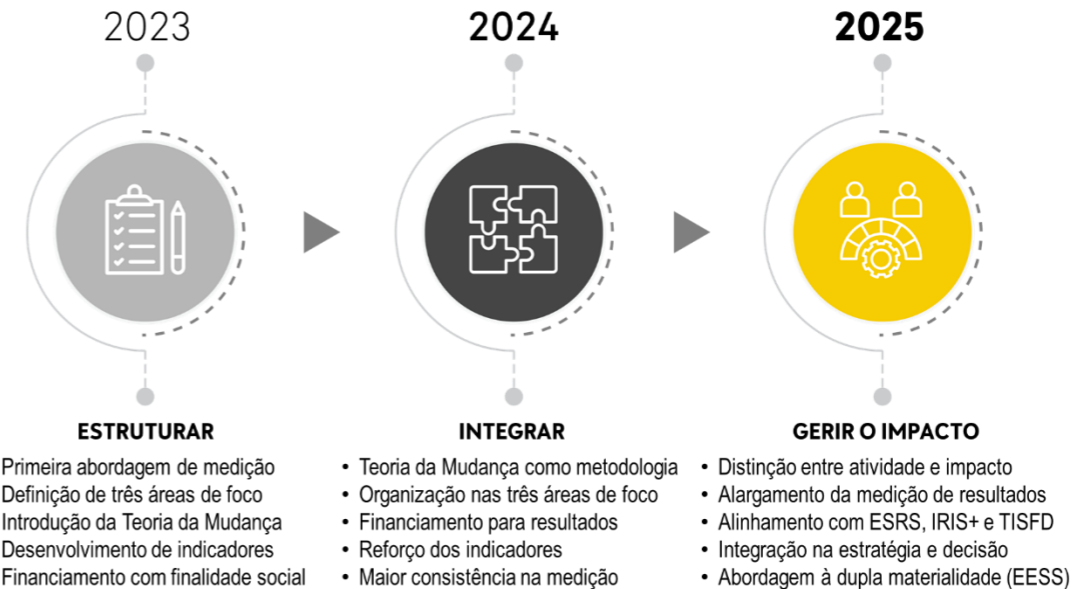 2023
2024
2025
ESTRUTURAR
Primeira abordagem de medição
Definição de três áreas de foco
Introdução da Teoria da Mudança
Desenvolvimento de indicadores
Financiamento com finalidade social
INTEGRAR
• Teoria da Mudança como metodologia
• Organização nas três áreas de foco
• Financiamento para resultados
• Reforço dos indicadores
• Maior consistência na medição
GERIR O IMPACTO
• Distinção entre atividade e impacto
• Alargamento da medição de resultados
• Alinhamento com ESRS, IRIS+ e TISFD
• Integração na estratégia e decisão
• Abordagem à dupla materialidade (EESS)